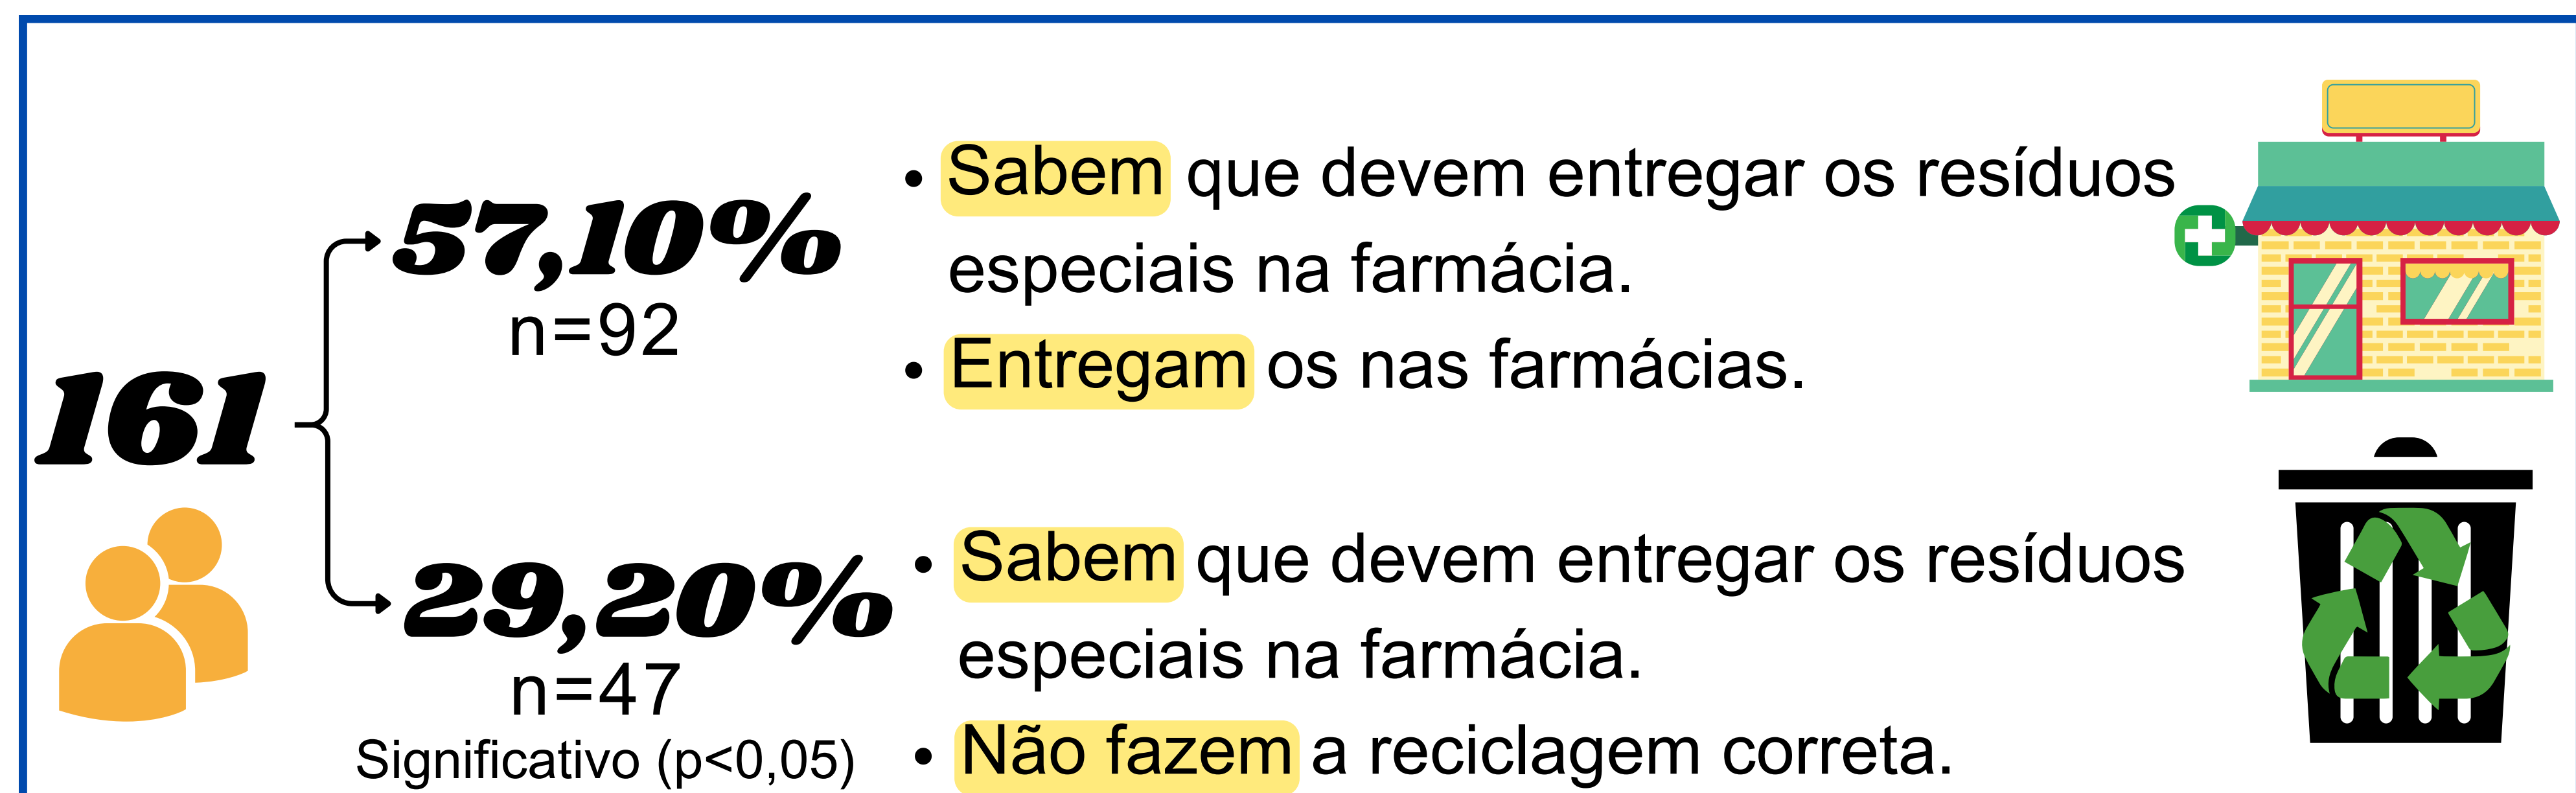 161
57,10%
n=92
• Sabem que devem entregar os resíduos
especiais na farmácia.
• Entregam os nas farmácias.
29,20%
n=47
Significativo (p<0,05)
• Sabem que devem entregar os resíduos
especiais na farmácia.
• Não fazem a reciclagem correta.